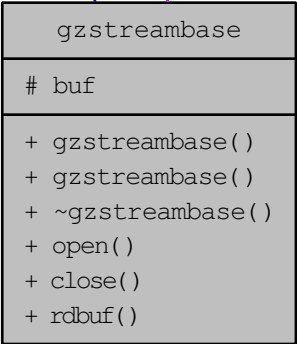 gzstreambase
# buf
+ gzstreambase()
+ gzstreambase()
+ ~gzstreambase()
+ open()
+ close()
+ rdbuf()